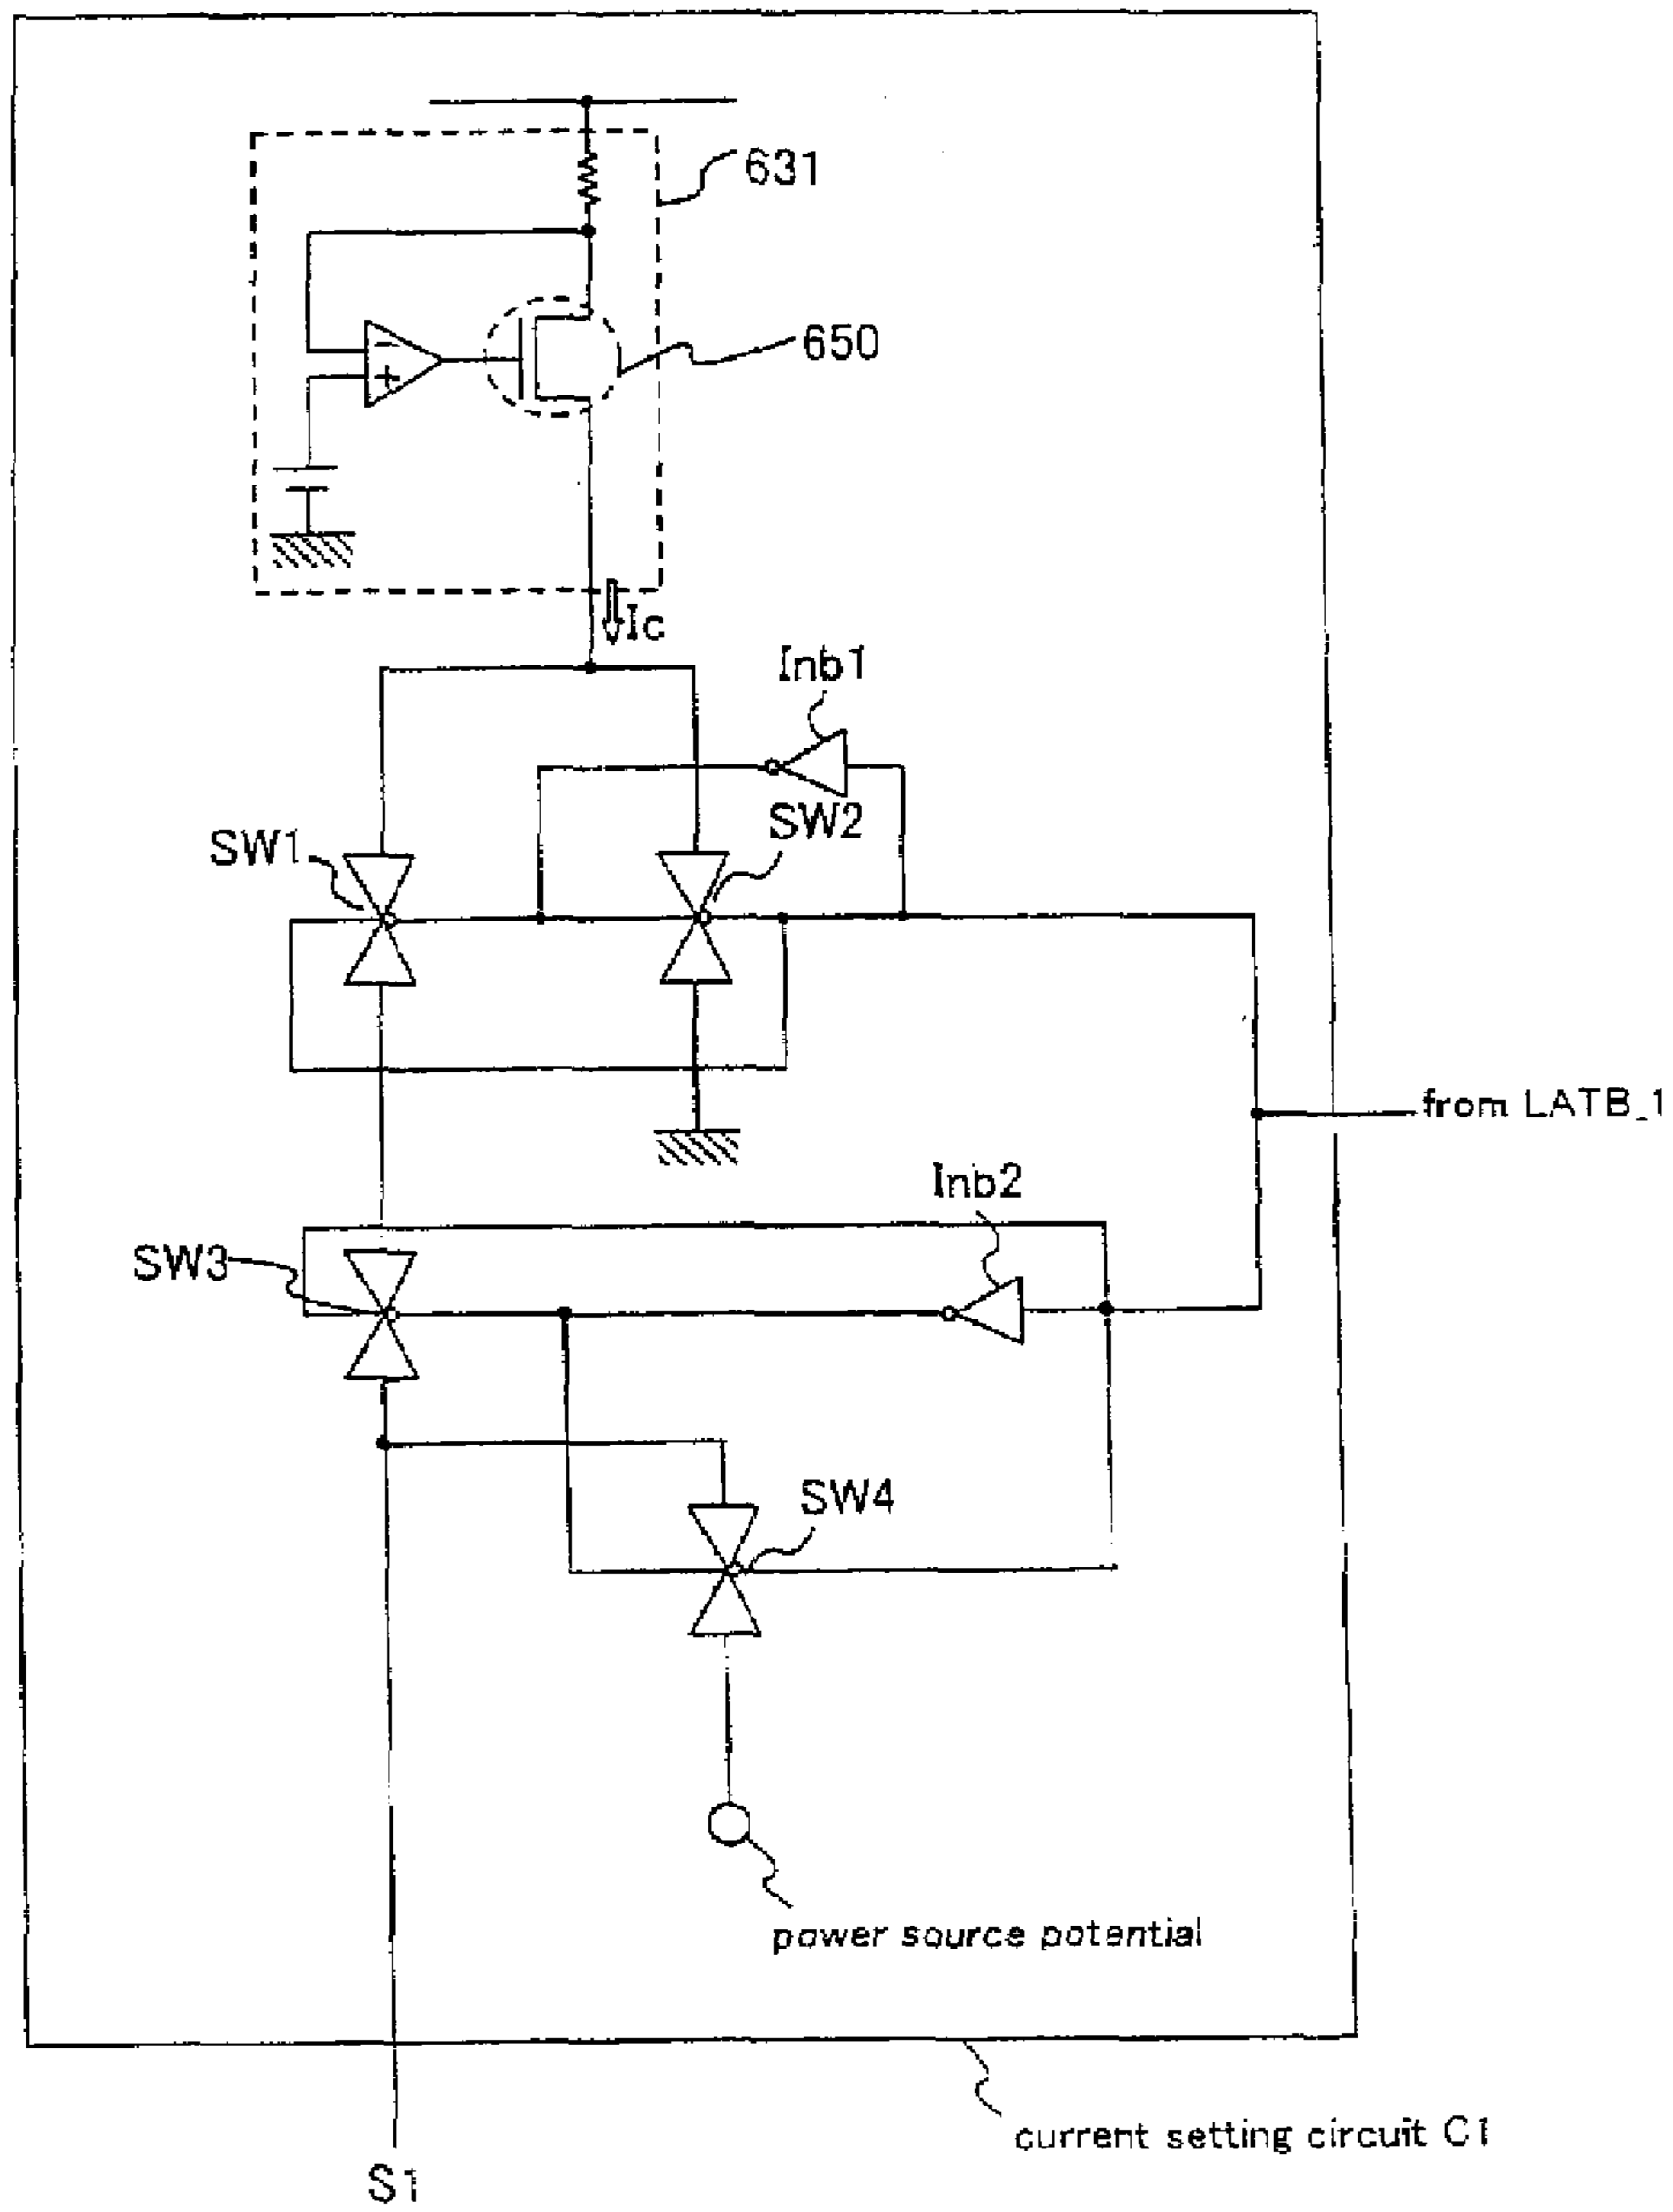 631
650
Ic
Inb1
SW2
SW1
from LATB_1
Inb2
SW3
SW4
power source potential
current setting circuit C1
S1